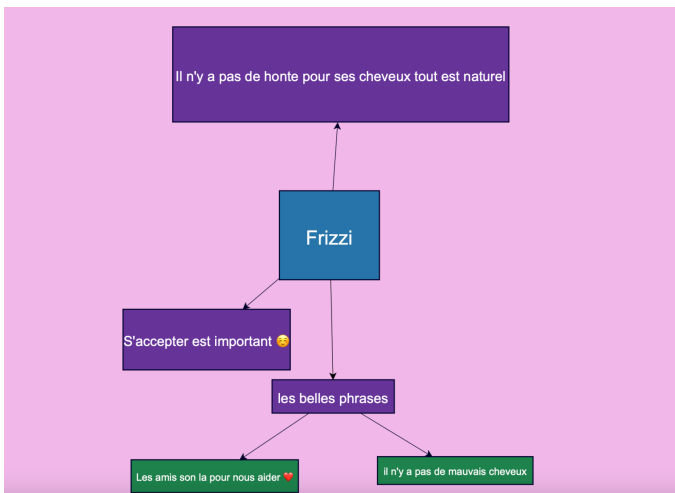 Il n'y a pas de honte pour ses cheveux tout est naturel
Frizzi
S'accepter est important ☺️
les belles phrases
Les amis son la pour nous aider ❤️
il n'y a pas de mauvais cheveux